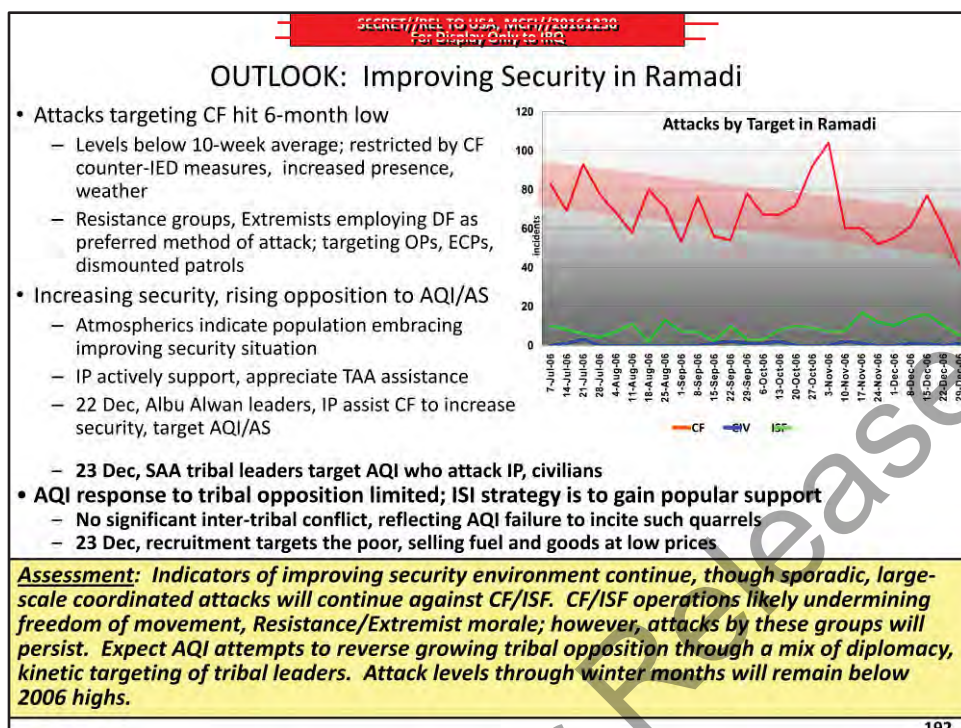 SECRET//REL TO USA, MCFI//20161230
For Display Only to IRQ
OUTLOOK: Improving Security in Ramadi
• Attacks targeting CF hit 6-month low
– Levels below 10-week average; restricted by CF
counter-IED measures, increased presence,
weather
– Resistance groups, Extremists employing DF as
preferred method of attack; targeting OPs, ECPs,
dismounted patrols
• Increasing security, rising opposition to AQI/AS
– Atmospherics indicate population embracing
improving security situation
– IP actively support, appreciate TAA assistance
– 22 Dec, Albu Alwan leaders, IP assist CF to increase
security, target AQI/AS
– 23 Dec, SAA tribal leaders target AQI who attack IP, civilians
• AQI response to tribal opposition limited; ISI strategy is to gain popular support
– No significant inter-tribal conflict, reflecting AQI failure to incite such quarrels
– 23 Dec, recruitment targets the poor, selling fuel and goods at low prices
Attacks by Target in Ramadi
120
100
80
60
40
20
0
incidents
7-Jul-06
14-Jul-06
21-Jul-06
28-Jul-06
4-Aug-06
11-Aug-06
18-Aug-06
25-Aug-06
1-Sep-06
8-Sep-06
15-Sep-06
22-Sep-06
29-Sep-06
6-Oct-06
13-Oct-06
20-Oct-06
27-Oct-06
3-Nov-06
10-Nov-06
17-Nov-06
24-Nov-06
1-Dec-06
8-Dec-06
15-Dec-06
22-Dec-06
29-Dec-06
CF CIV ISF
Assessment: Indicators of improving security environment continue, though sporadic, large-
scale coordinated attacks will continue against CF/ISF. CF/ISF operations likely undermining
freedom of movement, Resistance/Extremist morale; however, attacks by these groups will
persist. Expect AQI attempts to reverse growing tribal opposition through a mix of diplomacy,
kinetic targeting of tribal leaders. Attack levels through winter months will remain below
2006 highs.
192
Release